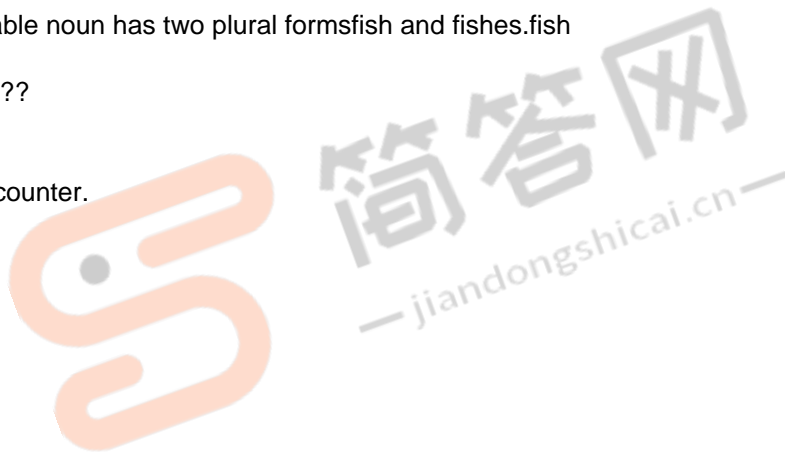 able noun has two plural formsfish and fishes.fish
??
counter.
简答网
jiandongshicai.cn